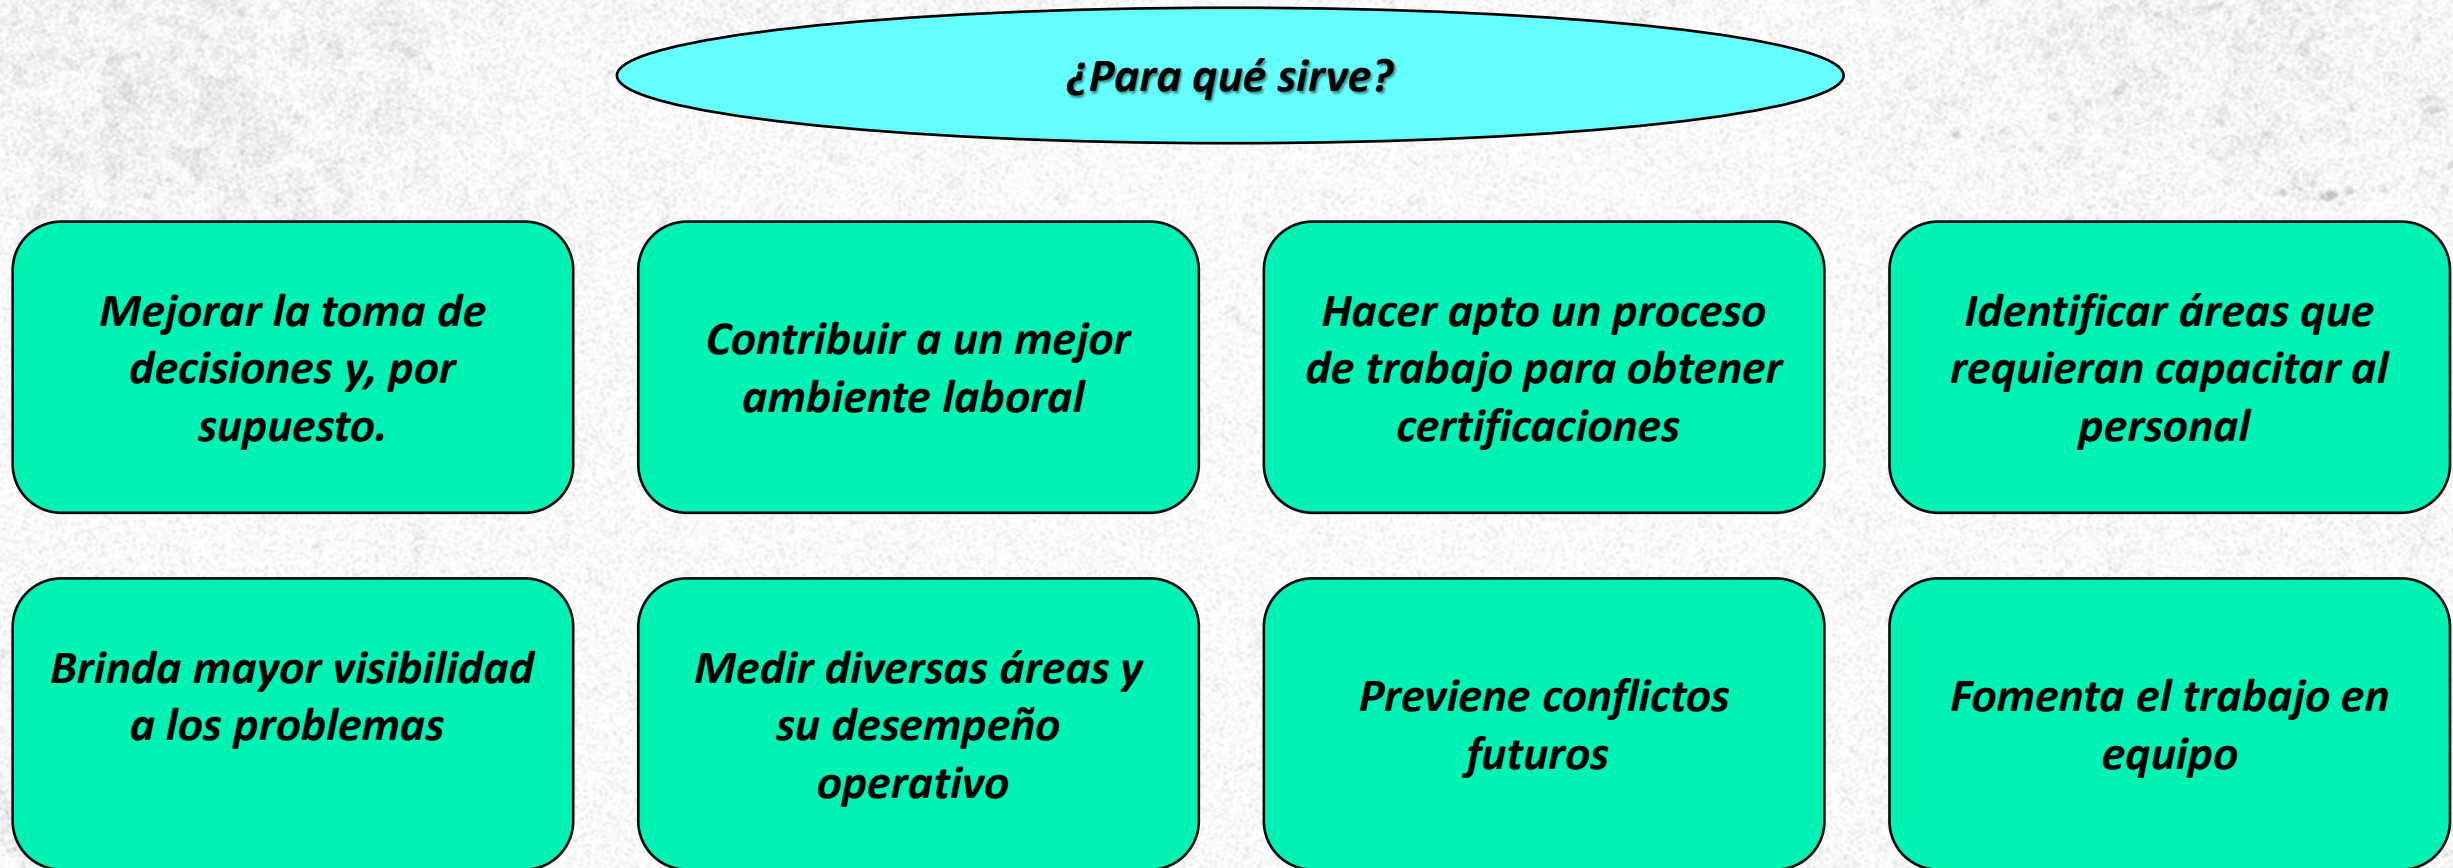 ¿Para qué sirve?
Mejorar la toma de
decisiones y, por
supuesto.
Contribuir a un mejor
ambiente laboral
Hacer apto un proceso
de trabajo para obtener
certificaciones
Identificar áreas que
requieran capacitar al
personal
Brinda mayor visibilidad
a los problemas
Medir diversas áreas y
su desempeño
operativo
Previene conflictos
futuros
Fomenta el trabajo en
equipo